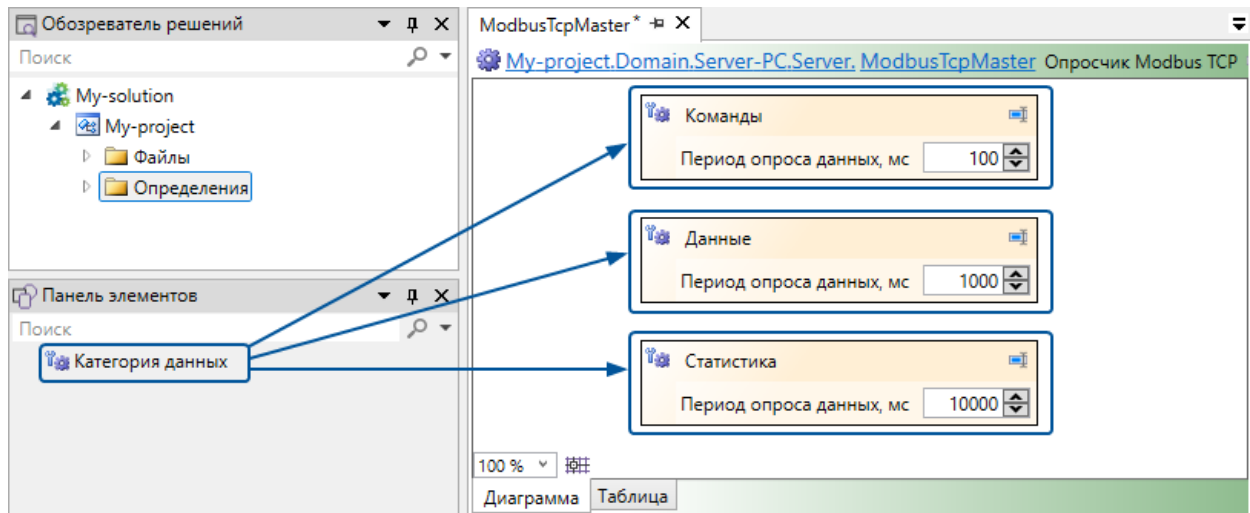 Обозреватель решений
Поиск
My-solution
My-project
Файлы
Определения
Панель элементов
Поиск
Категория данных
ModbusTcpMaster*
My-project.Domain.Server-PC.Server. ModbusTcpMaster Опросчик Modbus TCP
Команды
Период опроса данных, мс 100
Данные
Период опроса данных, мс 1000
Статистика
Период опроса данных, мс 10000
100 %
Диаграмма Таблица